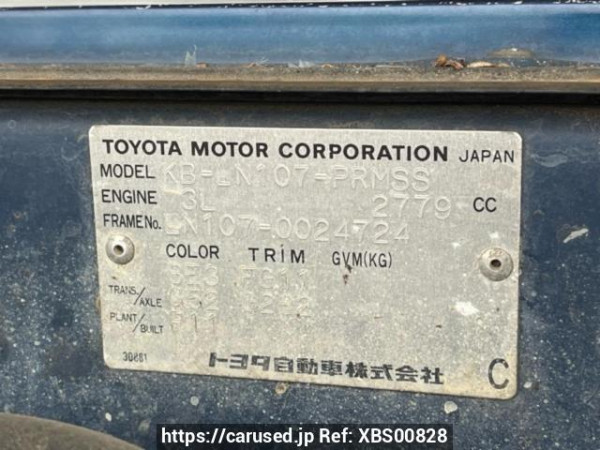 TOYOTA MOTOR CORPORATION JAPAN
MODEL KB-LN107-PRMSS
ENGINE 3L 2779 CC
FRAME No. LN107-0024724
COLOR TRIM GVM(KG)
TRANS./AXLE
PLANT/BUILT
トヨタ自動車株式会社 C
https://carused.jp Ref: XBS00828